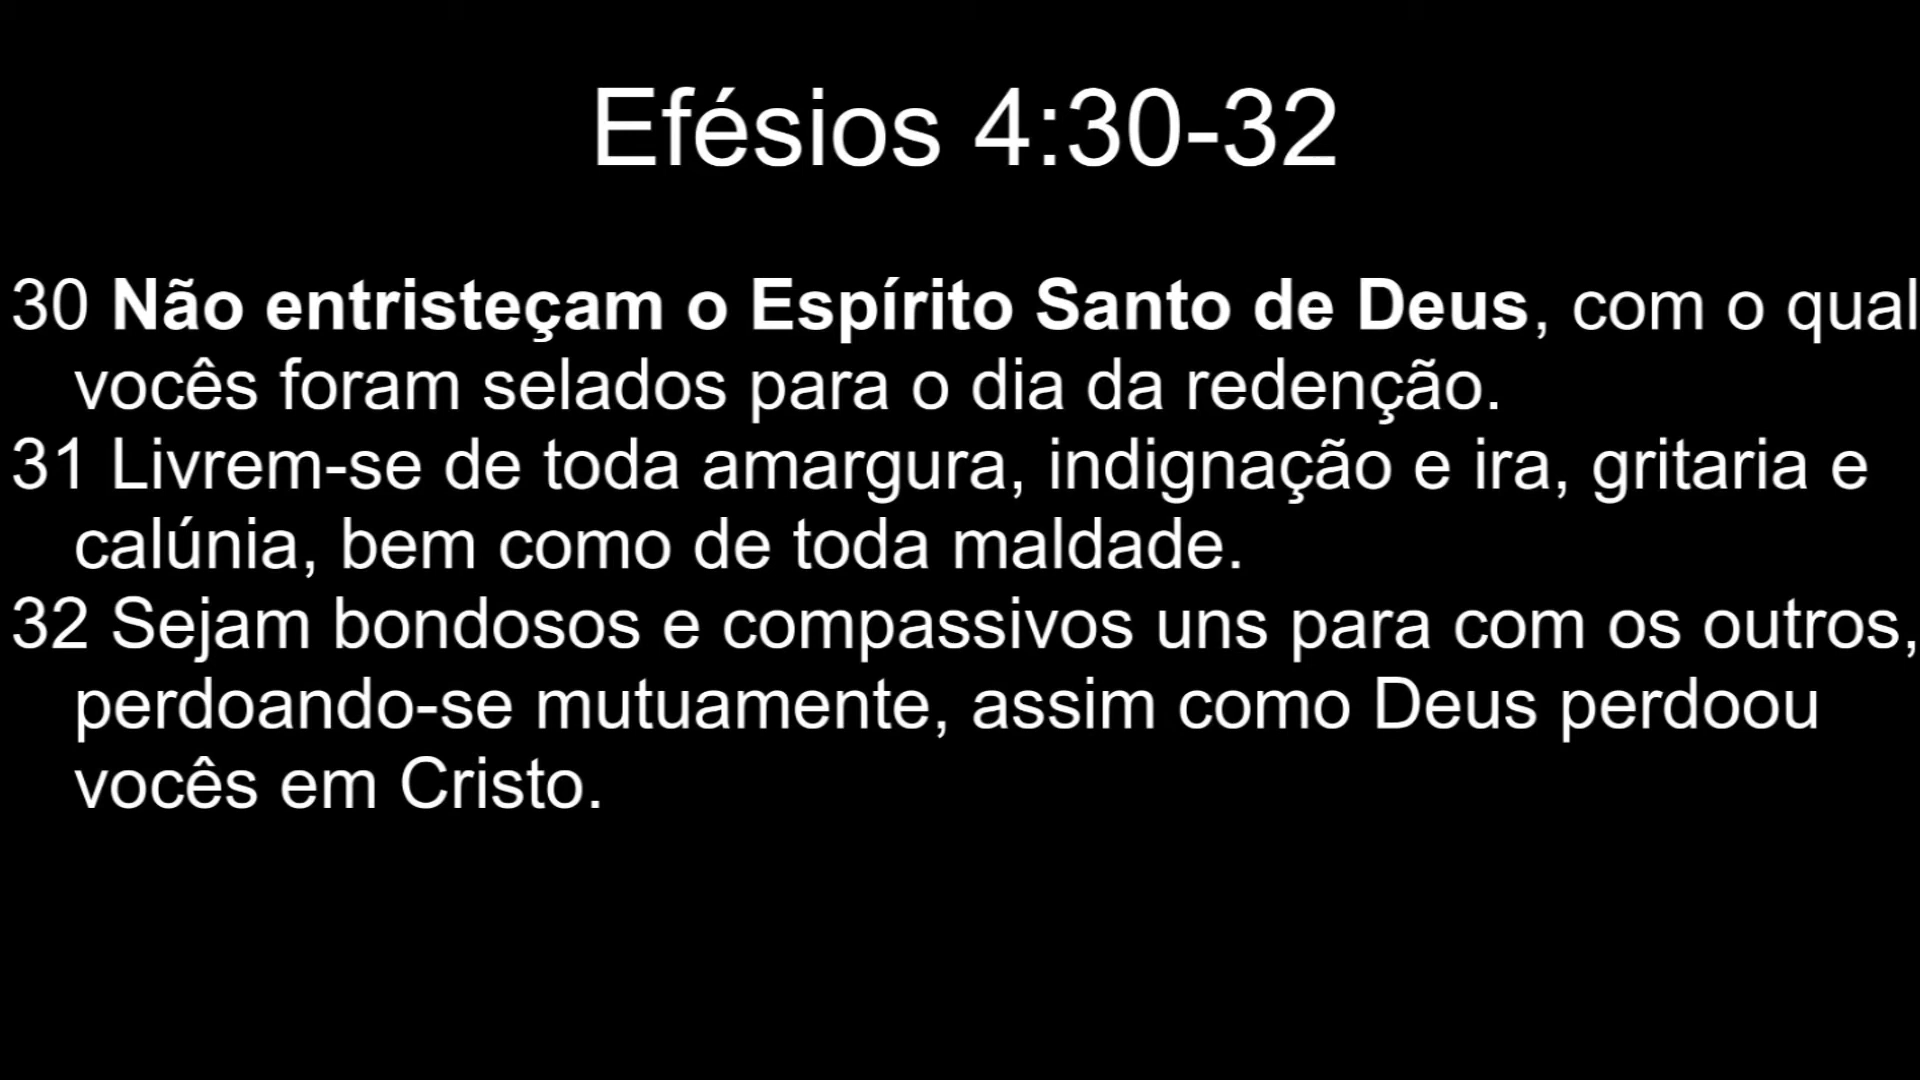 Efésios 4:30-32
30 Não entristeçam o Espírito Santo de Deus, com o qual
vocês foram selados para o dia da redenção.
31 Livrem-se de toda amargura, indignação e ira, gritaria e
calúnia, bem como de toda maldade.
32 Sejam bondosos e compassivos uns para com os outros,
perdoando-se mutuamente, assim como Deus perdoou
vocês em Cristo.